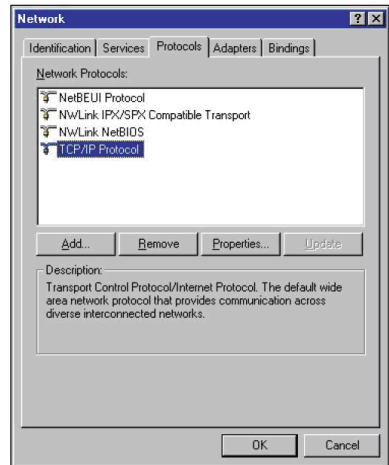 Network
Identification Services Protocols Adapters Bindings
Network Protocols:
NetBEUI Protocol
NWLink IPX/SPX Compatible Transport
NWLink NetBIOS
TCP/IP Protocol
Add... Remove Properties... Update
Description:
Transport Control Protocol/Internet Protocol. The default wide
area network protocol that provides communication across
diverse interconnected networks.
OK Cancel